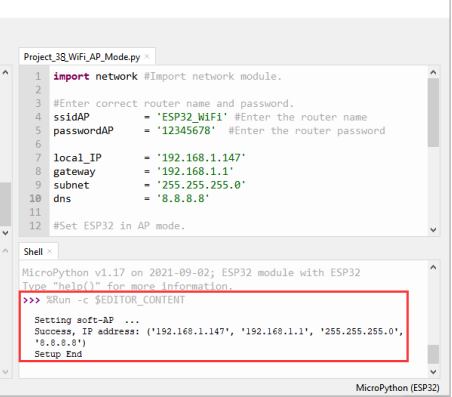 Project_38_WiFi_AP_Mode.py ×
1 import network #Import network module.
2
3 #Enter correct router name and password.
4 ssidAP = 'ESP32_WiFi' #Enter the router name
5 passwordAP = '12345678' #Enter the router password
6
7 local_IP = '192.168.1.147'
8 gateway = '192.168.1.1'
9 subnet = '255.255.255.0'
10 dns = '8.8.8.8'
11
12 #Set ESP32 in AP mode.
Shell ×
MicroPython v1.17 on 2021-09-02; ESP32 module with ESP32
Type "help()" for more information.
>>> %Run -c $EDITOR_CONTENT
Setting soft-AP ...
Success, IP address: ('192.168.1.147', '192.168.1.1', '255.255.255.0',
'8.8.8.8')
Setup End
MicroPython (ESP32)